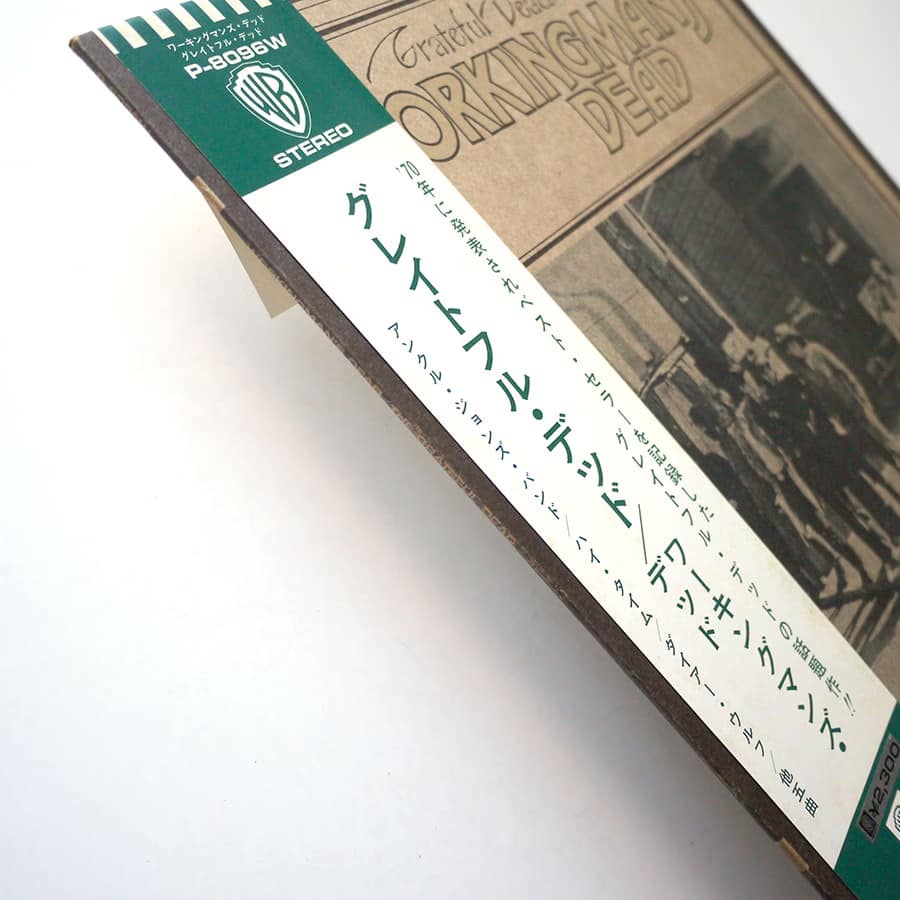 ワーキングマンズ・デッド
グレイトフル・デッド
P-8096W
WB
STEREO
Grateful Dead
ORKINGMAN'S
DEAD
'70年に発表されベスト・セラーを記録した
グレイトフル・デッドの話題作!!
グレイトフル・デッド/ワーキングマンズ・
デッド
アンクル・ジョンズ・バンド/ハイ・タイム/ダイアー・ウルフ/他五曲
¥2,300